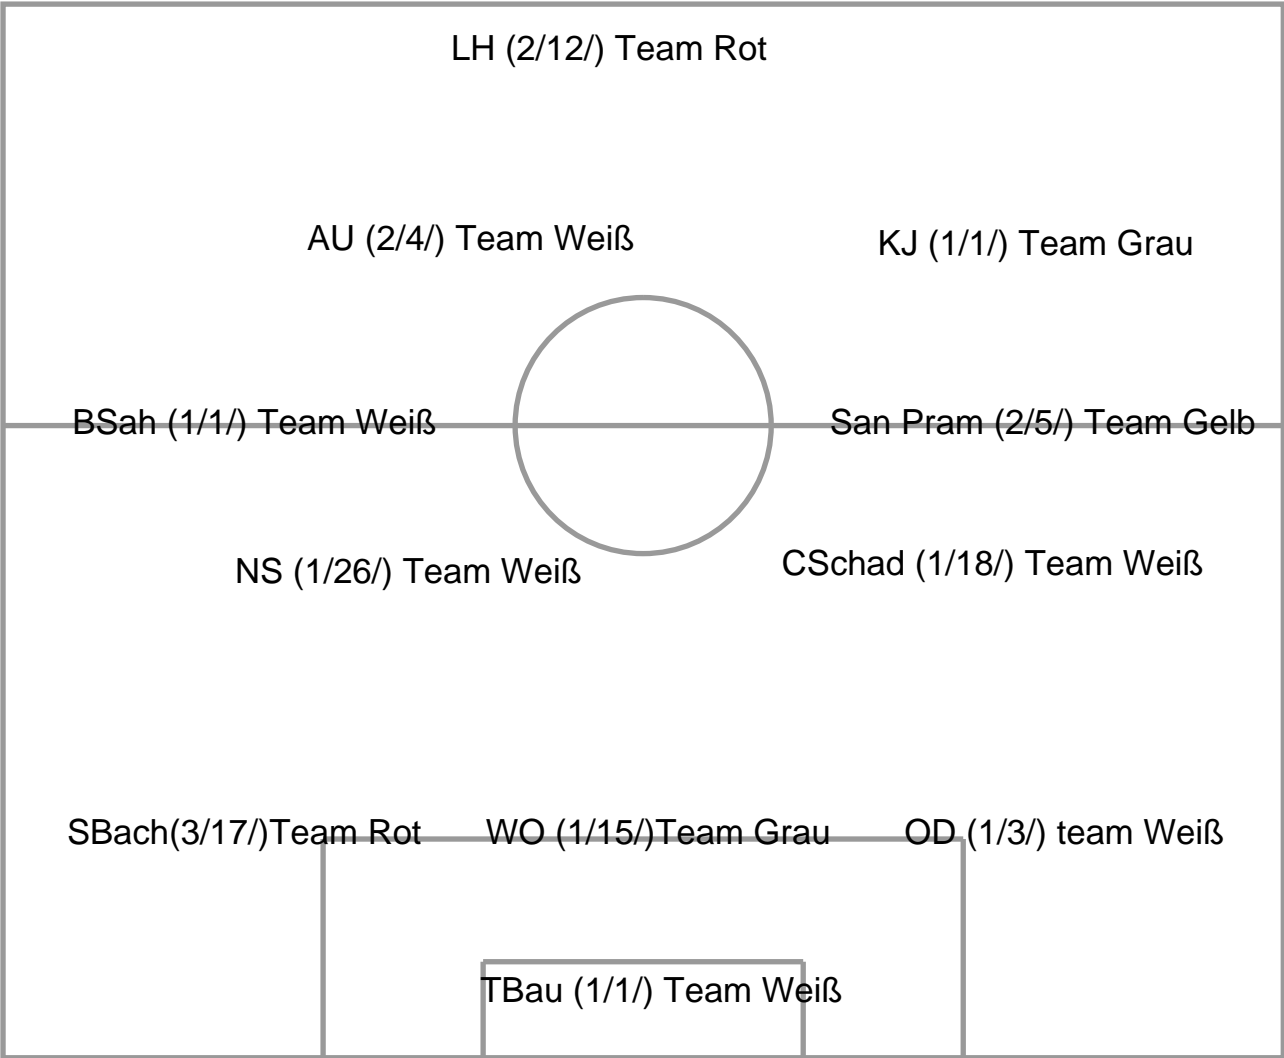 LH (2/12/) Team Rot
AU (2/4/) Team Weiß
KJ (1/1/) Team Grau
BSah (1/1/) Team Weiß
San Pram (2/5/) Team Gelb
NS (1/26/) Team Weiß
CSchad (1/18/) Team Weiß
SBach(3/17/)Team Rot
WO (1/15/)Team Grau
OD (1/3/) team Weiß
TBau (1/1/) Team Weiß